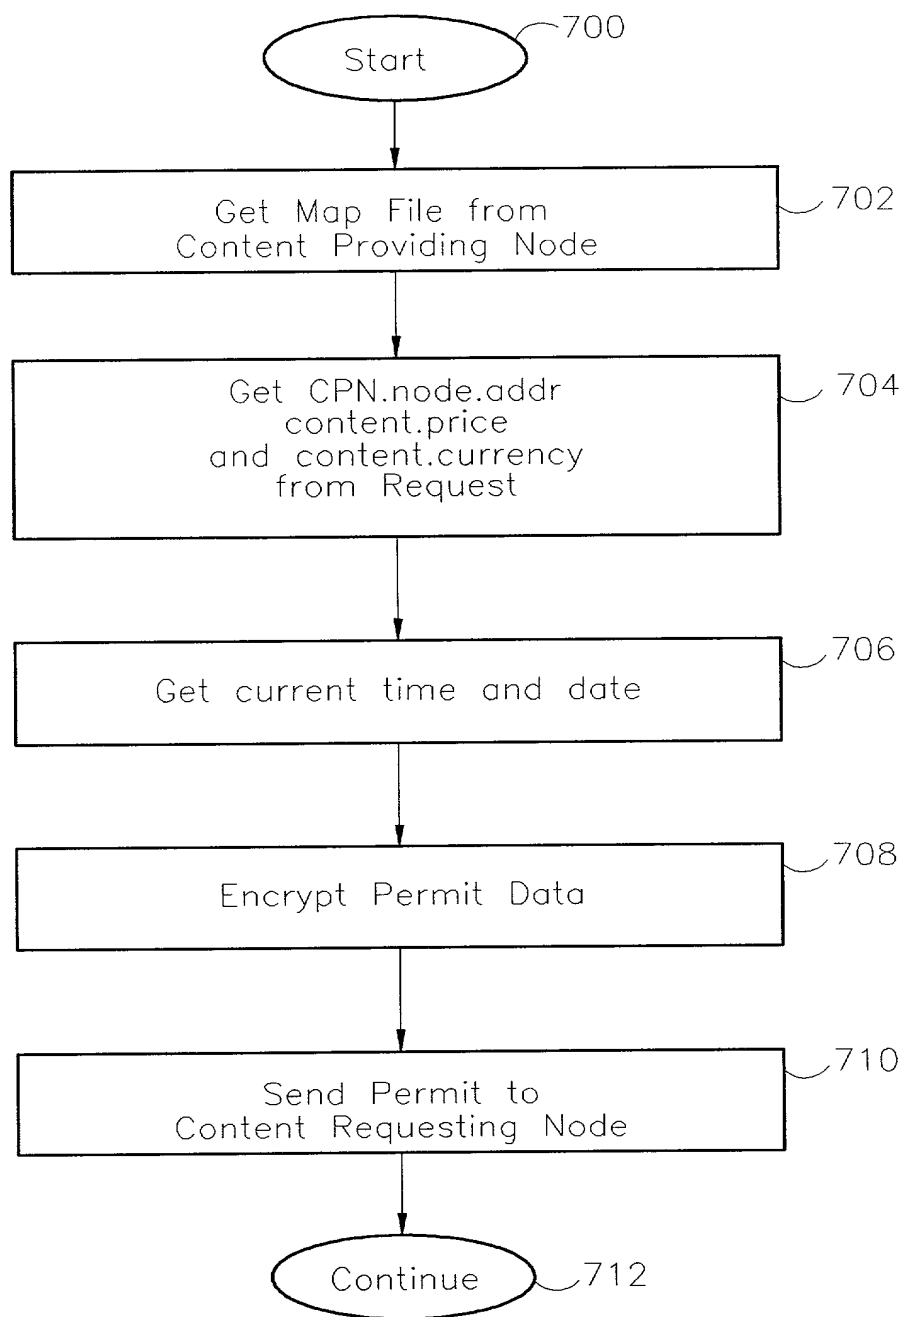 700
Start
702
Get Map File from
Content Providing Node
704
Get CPN.node.addr
content.price
and content.currency
from Request
706
Get current time and date
708
Encrypt Permit Data
710
Send Permit to
Content Requesting Node
Continue
712